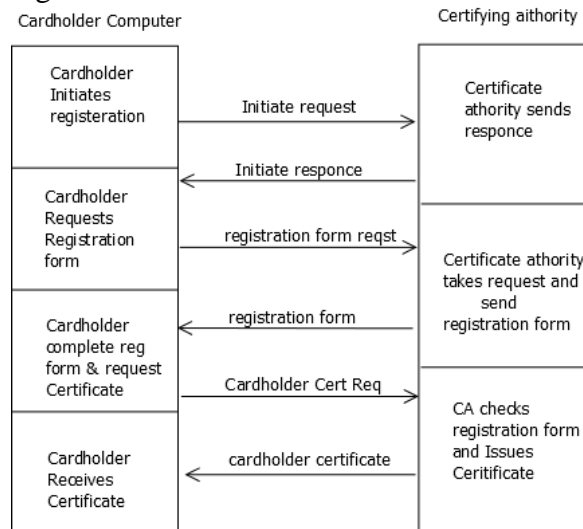 Cardholder Computer
Certifying aithority
Cardholder
Initiates
registeration
Initiate request
Certificate
athority sends
responce
Initiate responce
Cardholder
Requests
Registration
form
registration form reqst
Certificate athority
takes request and
send
registration form
registration form
Cardholder
complete reg
form & request
Certificate
Cardholder Cert Req
CA checks
registration form
and Issues
Ceritificate
cardholder certificate
Cardholder
Receives
Certificate